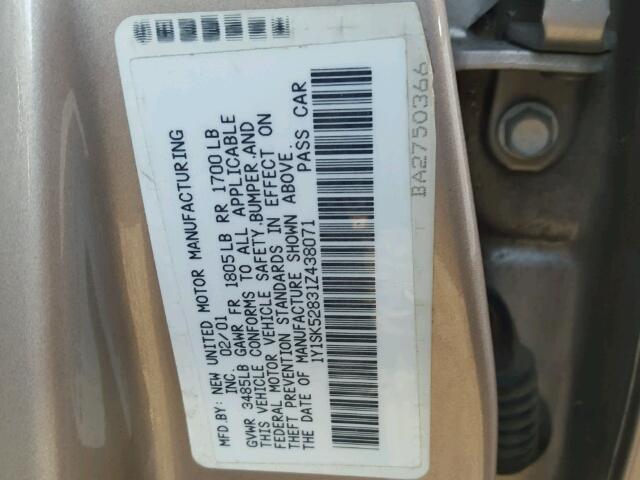 MFD.BY: NEW UNITED MOTOR MANUFACTURING
INC. 02/01
GVWR 3485LB GAWR FR 1805LB RR 1700LB
THIS VEHICLE CONFORMS TO ALL APPLICABLE
FEDERAL MOTOR VEHICLE SAFETY,BUMPER,AND
THEFT PREVENTION STANDARDS IN EFFECT ON
THE DATE OF MANUFACTURE SHOWN ABOVE.
1Y1SK52831Z438071 PASS CAR
BA2750366